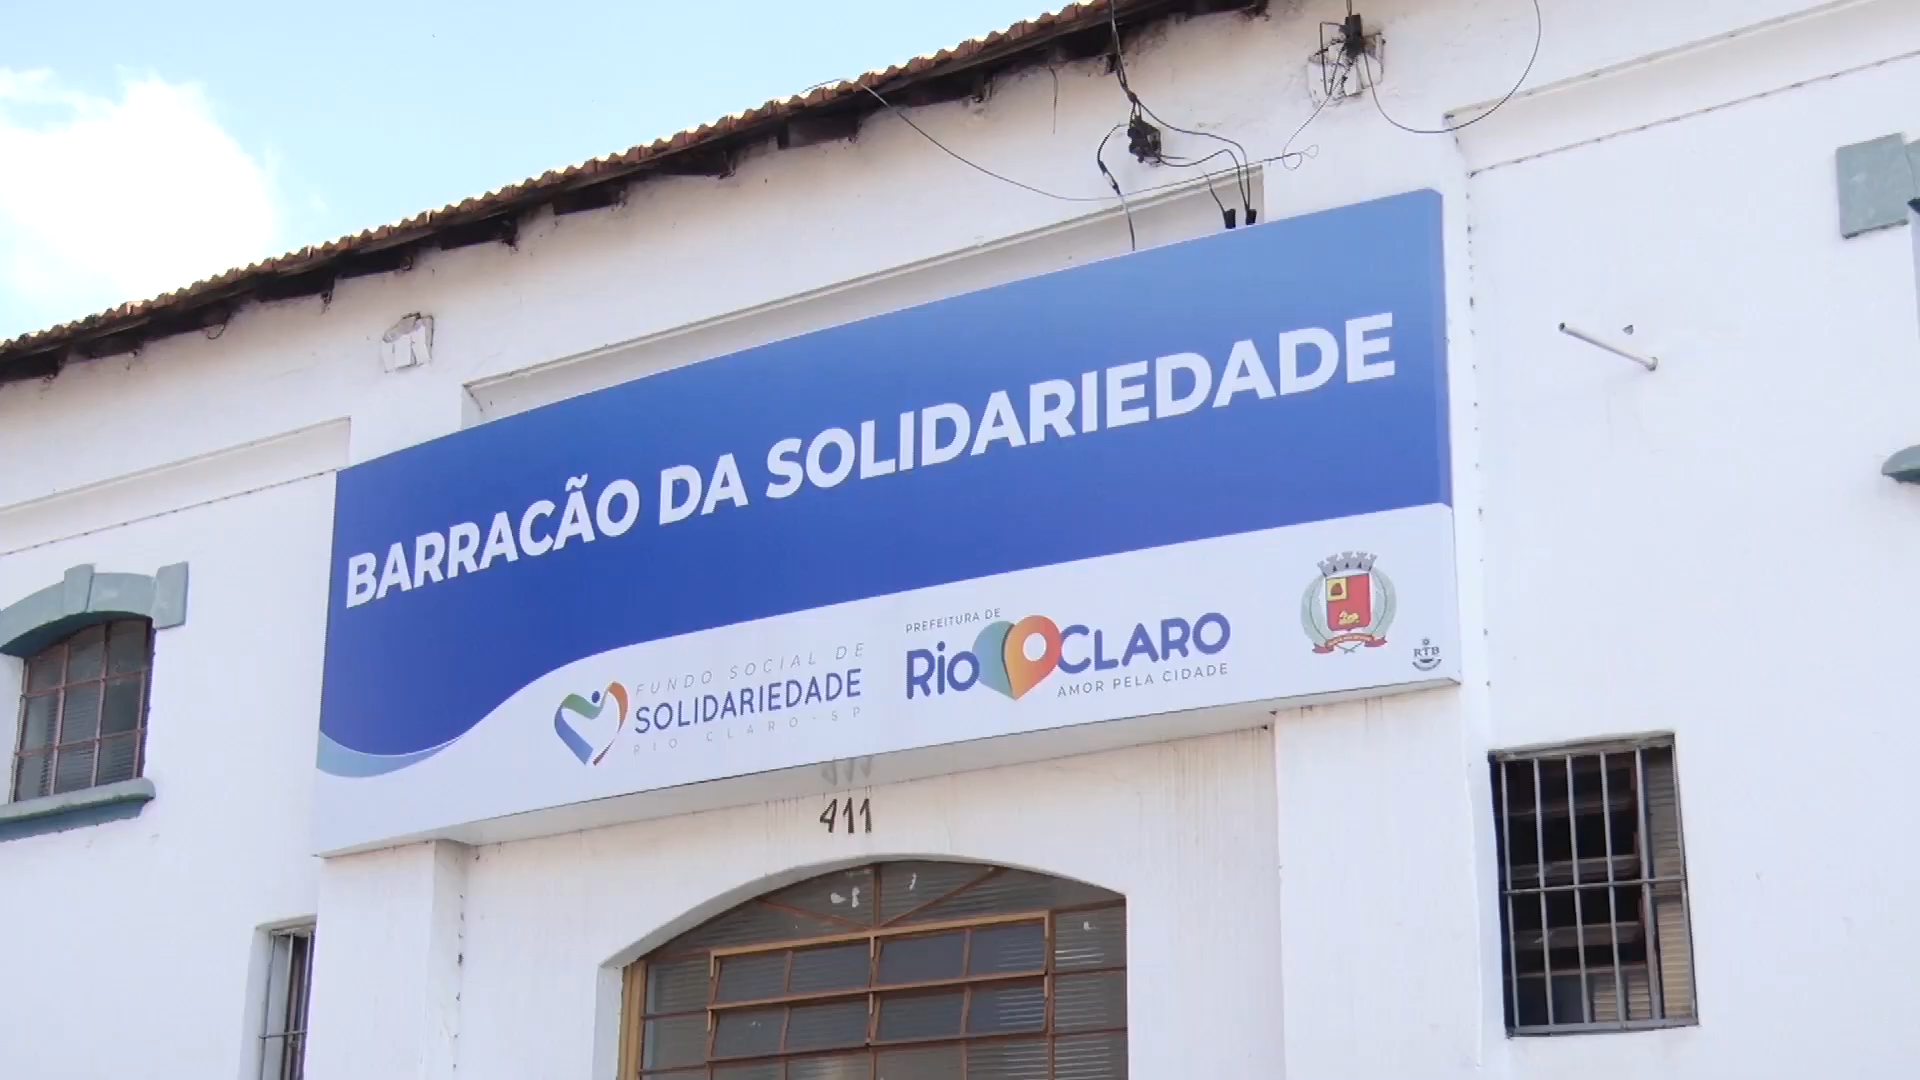 BARRACÃO DA SOLIDARIEDADE
FUNDO SOCIAL DE
SOLIDARIEDADE
RIO CLARO - SP
PREFEITURA DE
Rio CLARO
AMOR PELA CIDADE
RTB
411